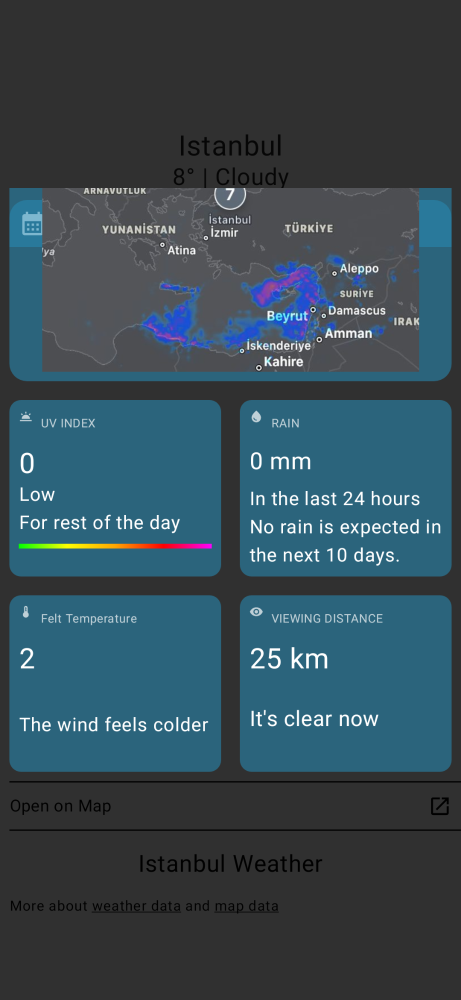 Istanbul
8° | Cloudy
7
ARNAVUTLUK
İstanbul
YUNANİSTAN
İzmir
TÜRKİYE
Atina
Aleppo
SURİYE
Beyrut
Damascus
IRAK
Amman
İskenderiye
Kahire
UV INDEX
0
Low
For rest of the day
RAIN
0 mm
In the last 24 hours
No rain is expected in
the next 10 days.
Felt Temperature
2
The wind feels colder
VIEWING DISTANCE
25 km
It's clear now
Open on Map
Istanbul Weather
More about weather data and map data